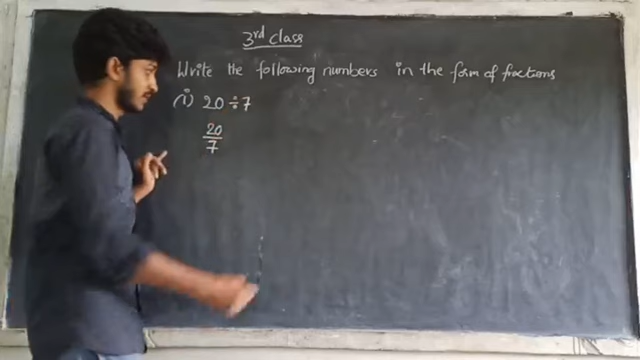 3rd class
Write the following numbers in the form of fractions
(i) 20 ÷ 7
20
7